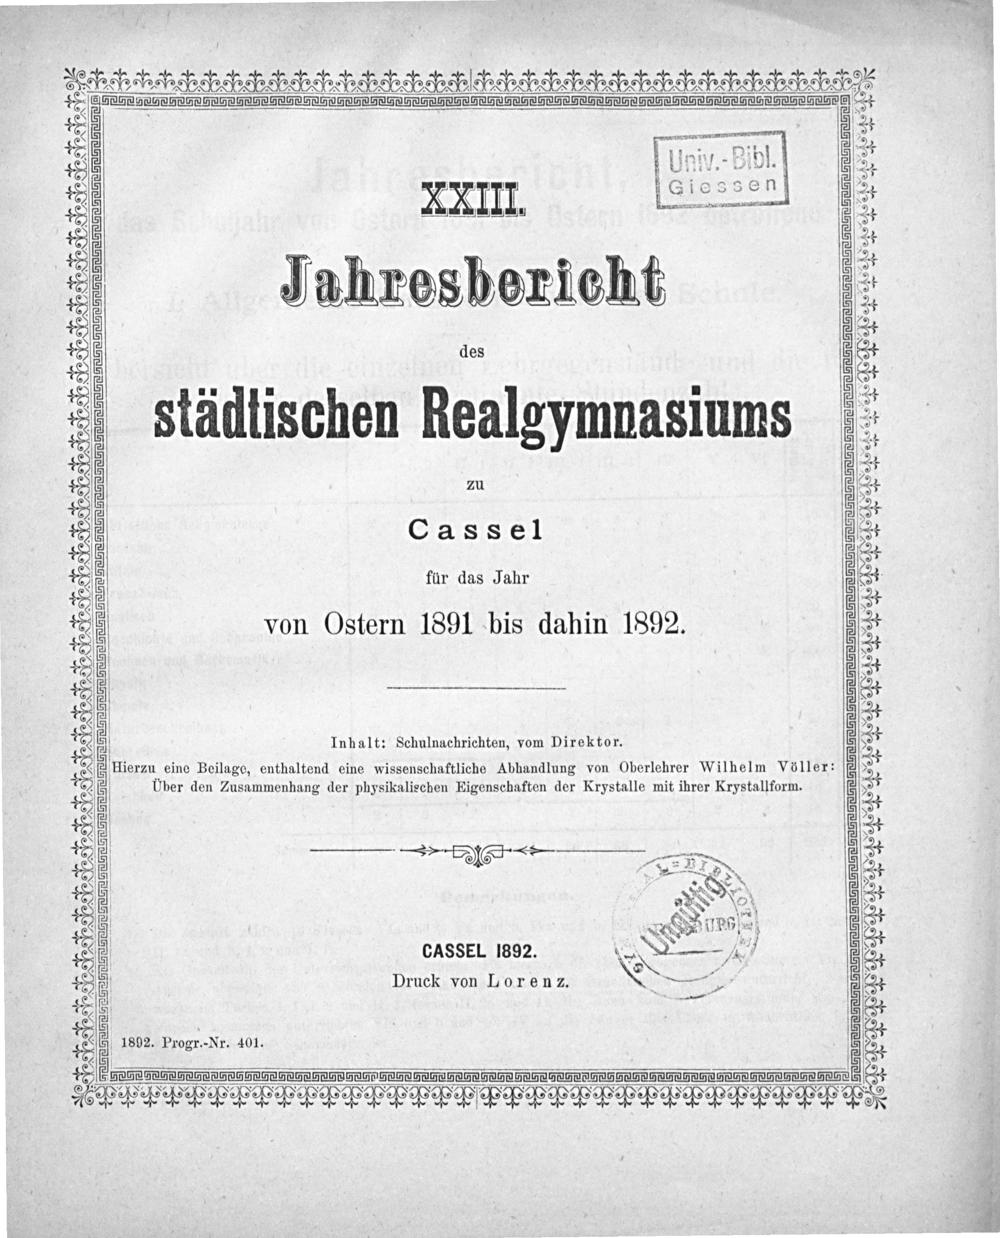 Univ.-Bibl.
Giessen
XXIII.
Jahresbericht
des
städtischen Realgymnasiums
zu
Cassel
für das Jahr
von Ostern 1891 bis dahin 1892.
Inhalt: Schulnachrichten, vom Direktor.
Hierzu eine Beilage, enthaltend eine wissenschaftliche Abhandlung von Oberlehrer Wilhelm Völler:
Über den Zusammenhang der physikalischen Eigenschaften der Krystalle mit ihrer Krystallform.
Ungiltig
CASSEL 1892.
Druck von Lorenz.
1892. Progr.-Nr. 401.